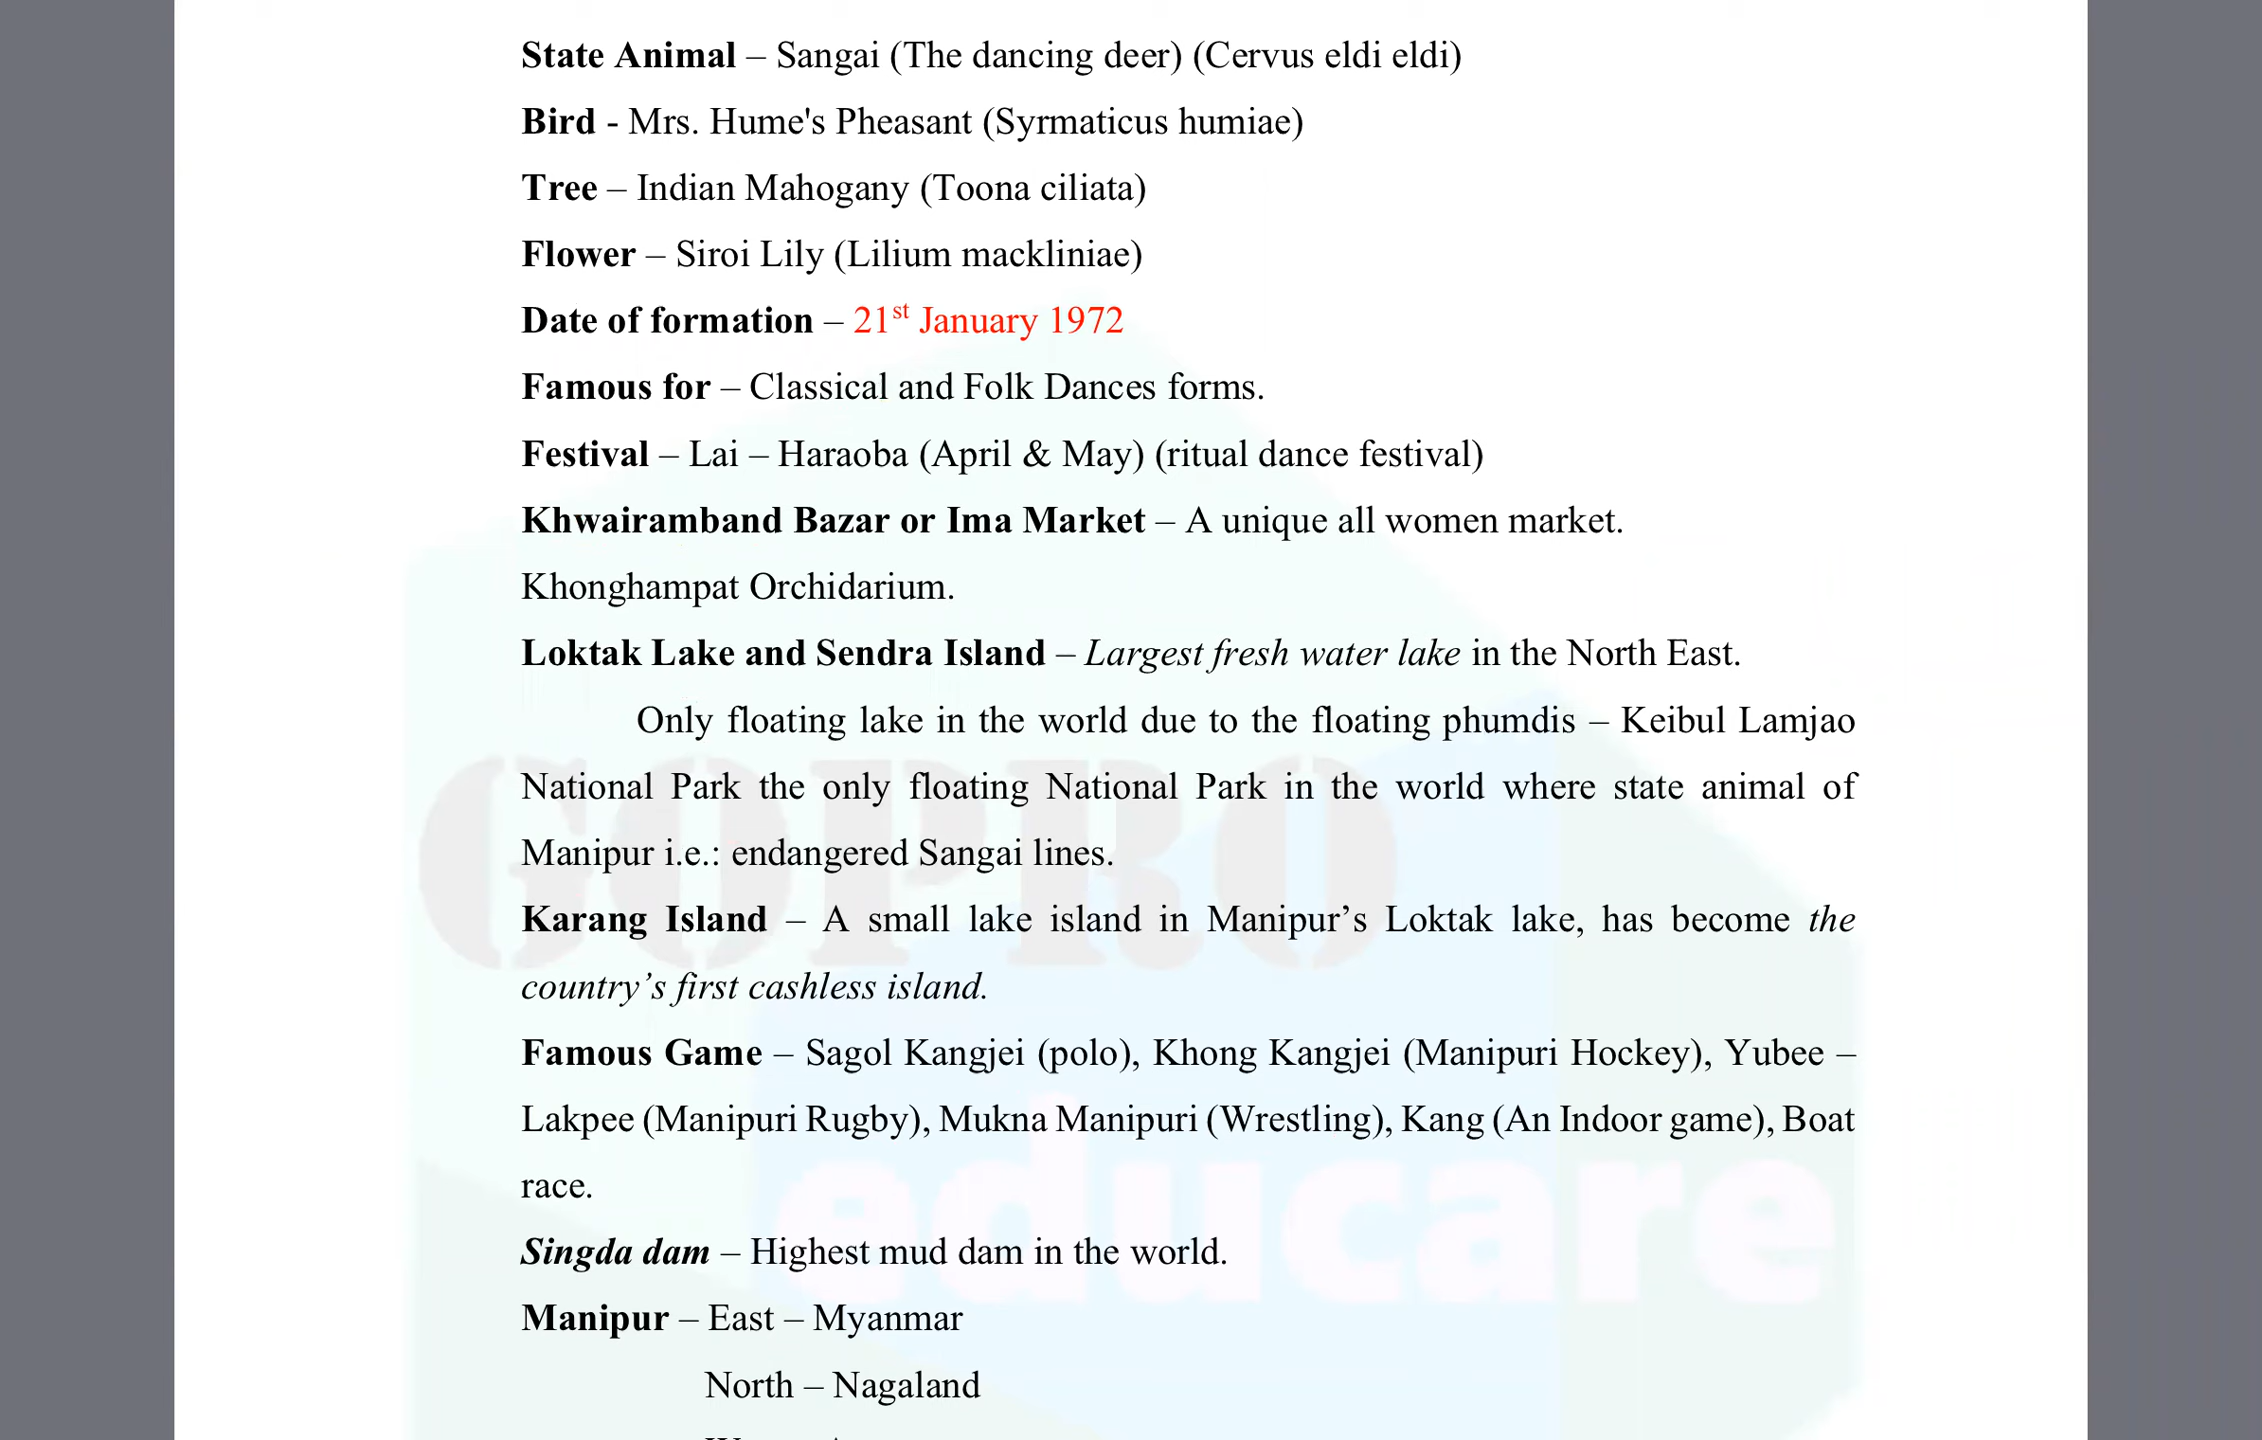 State Animal – Sangai (The dancing deer) (Cervus eldi eldi)
Bird - Mrs. Hume's Pheasant (Syrmaticus humiae)
Tree – Indian Mahogany (Toona ciliata)
Flower – Siroi Lily (Lilium mackliniae)
Date of formation – 21st January 1972
Famous for – Classical and Folk Dances forms.
Festival – Lai – Haraoba (April & May) (ritual dance festival)
Khwairamband Bazar or Ima Market – A unique all women market.
Khonghampat Orchidarium.
Loktak Lake and Sendra Island – Largest fresh water lake in the North East.
Only floating lake in the world due to the floating phumdis – Keibul Lamjao
National Park the only floating National Park in the world where state animal of
Manipur i.e.: endangered Sangai lines.
Karang Island – A small lake island in Manipur’s Loktak lake, has become the
country’s first cashless island.
Famous Game – Sagol Kangjei (polo), Khong Kangjei (Manipuri Hockey), Yubee –
Lakpee (Manipuri Rugby), Mukna Manipuri (Wrestling), Kang (An Indoor game), Boat
race.
Singda dam – Highest mud dam in the world.
Manipur – East – Myanmar
North – Nagaland
GOPRO
educare